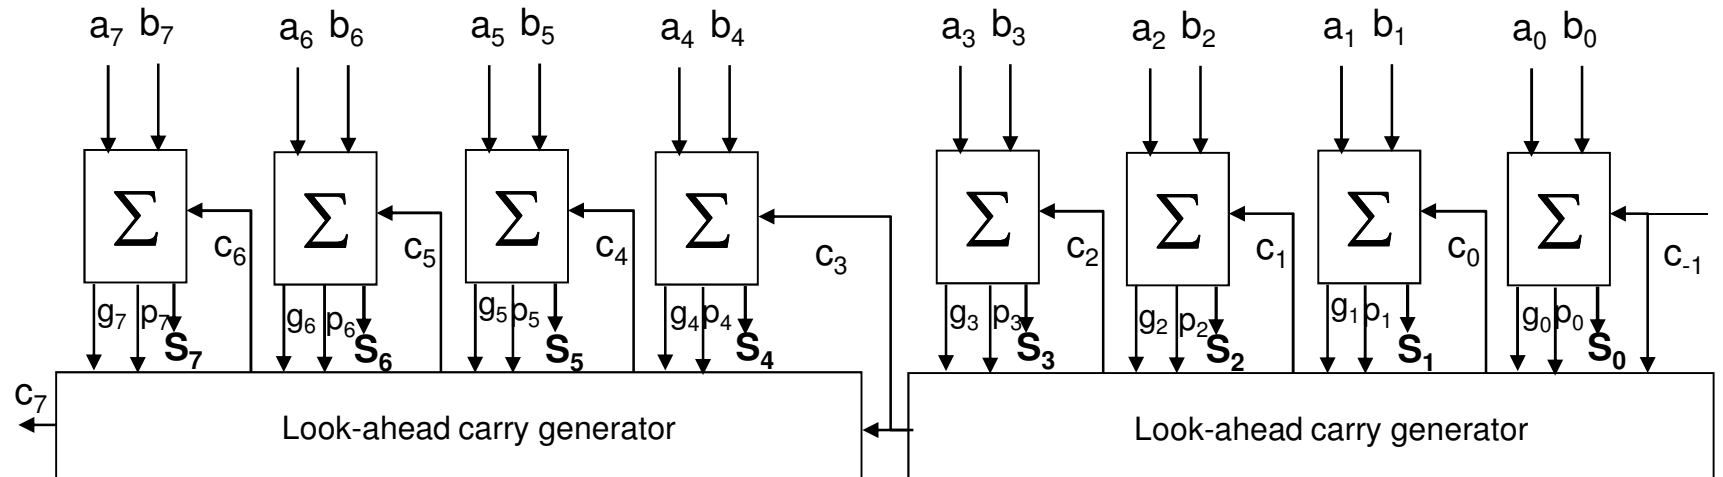 a7 b7 a6 b6 a5 b5 a4 b4 a3 b3 a2 b2 a1 b1 a0 b0
Σ Σ Σ Σ Σ Σ Σ Σ
c6 c5 c4 c3 c2 c1 c0 c-1
g7 p7 g6 p6 g5 p5 g4 p4 g3 p3 g2 p2 g1 p1 g0 p0
S7 S6 S5 S4 S3 S2 S1 S0
c7
Look-ahead carry generator Look-ahead carry generator